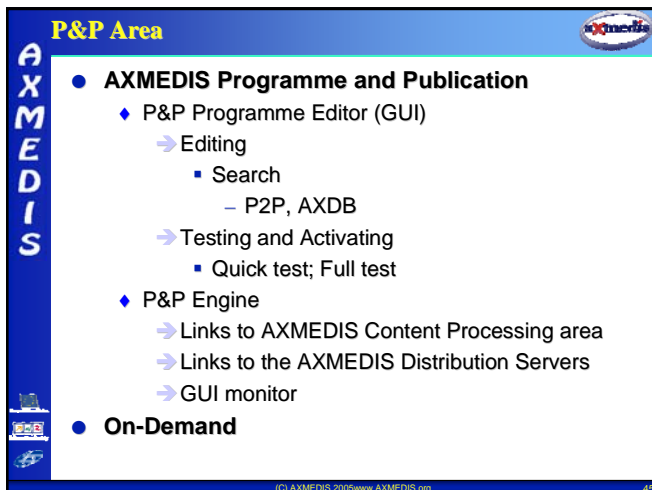 P&P Area
axmedis
AXMEDIS
AXMEDIS Programme and Publication
P&P Programme Editor (GUI)
Editing
Search
– P2P, AXDB
Testing and Activating
Quick test; Full test
P&P Engine
Links to AXMEDIS Content Processing area
Links to the AXMEDIS Distribution Servers
GUI monitor
On-Demand
(C) AXMEDIS 2005www.AXMEDIS.org
45